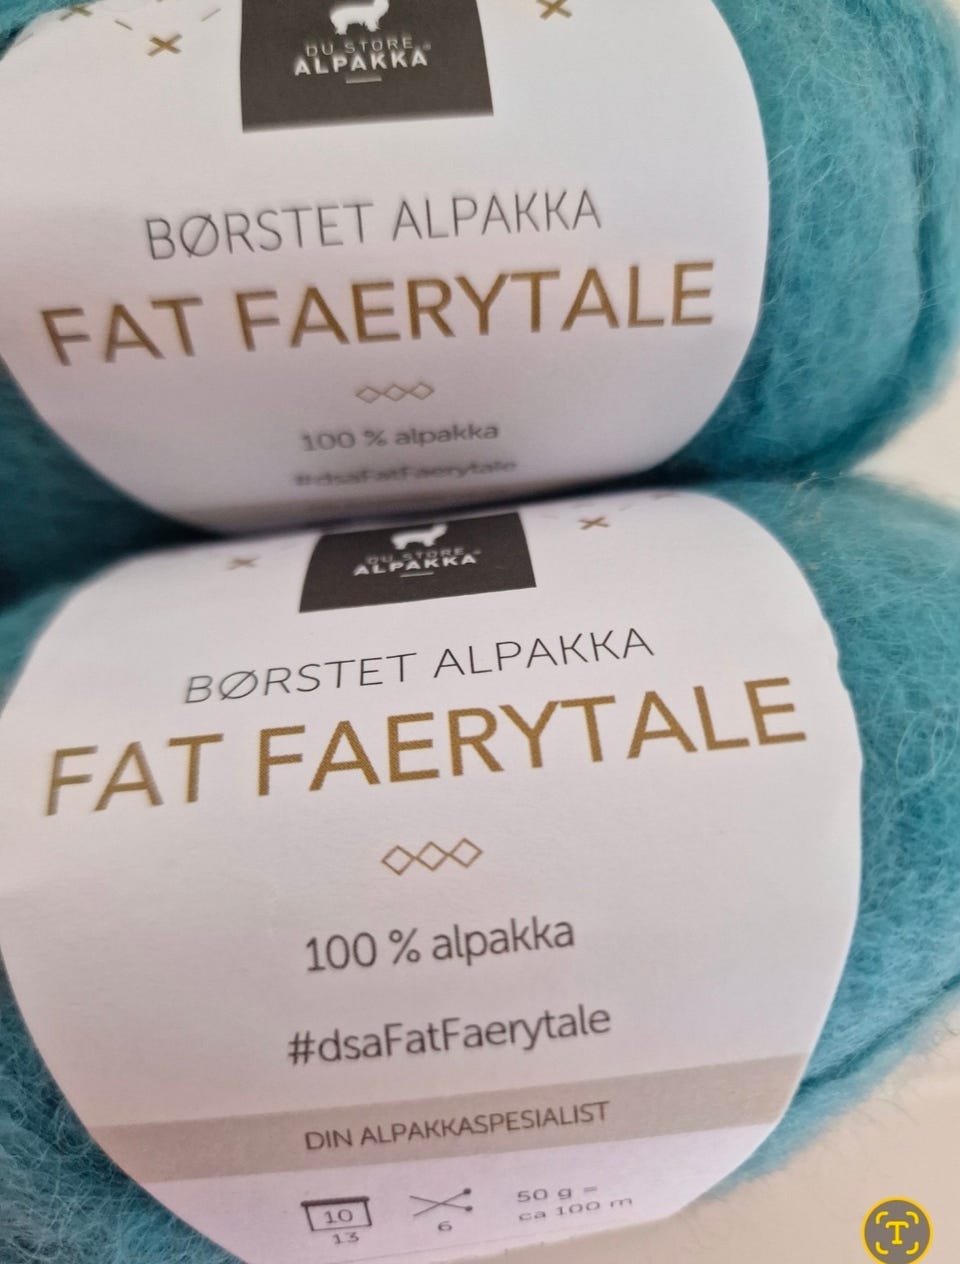 DU STORE®
ALPAKKA
BØRSTET ALPAKKA
FAT FAERYTALE
100 % alpakka
#dsaFatFaerytale
DU STORE®
ALPAKKA
BØRSTET ALPAKKA
FAT FAERYTALE
100 % alpakka
#dsaFatFaerytale
DIN ALPAKKASPESIALIST
10
13
6
50 g =
ca 100 m
T